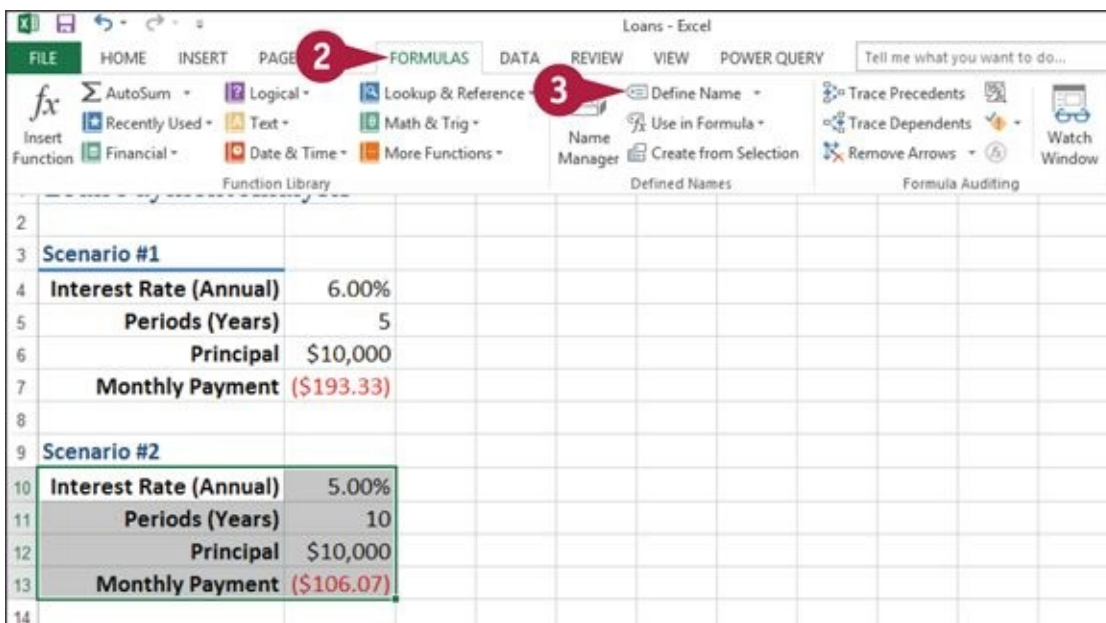 Loans - Excel
FILE HOME INSERT PAGE 2 FORMULAS DATA REVIEW VIEW POWER QUERY Tell me what you want to do...
fx AutoSum Logical Lookup & Reference 3 Define Name Trace Precedents
Recently Used Text Math & Trig Use in Formula Trace Dependents
Insert Function Financial Date & Time More Functions Name Manager Create from Selection Remove Arrows Watch Window
Function Library Defined Names Formula Auditing
2
3 Scenario #1
4 Interest Rate (Annual) 6.00%
5 Periods (Years) 5
6 Principal $10,000
7 Monthly Payment ($193.33)
8
9 Scenario #2
10 Interest Rate (Annual) 5.00%
11 Periods (Years) 10
12 Principal $10,000
13 Monthly Payment ($106.07)
14